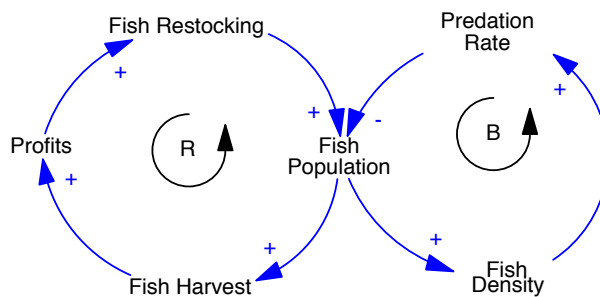 Fish Restocking
Predation
Rate
+
+
+
-
Profits
R
Fish
Population
B
+
+
+
Fish Harvest
Fish
Density